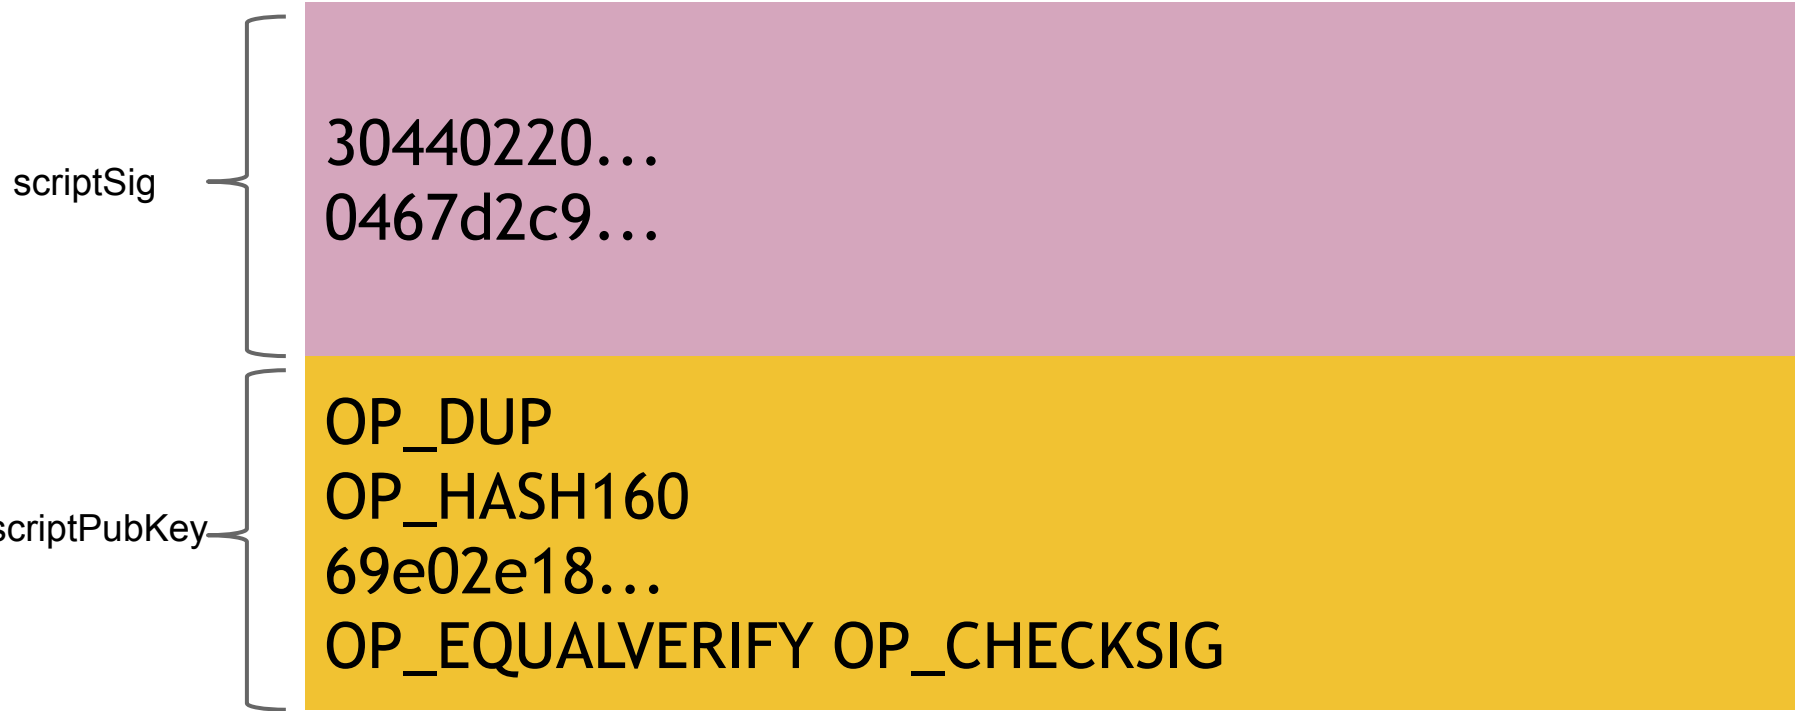 scriptSig
30440220...
0467d2c9...
scriptPubKey
OP_DUP
OP_HASH160
69e02e18...
OP_EQUALVERIFY OP_CHECKSIG